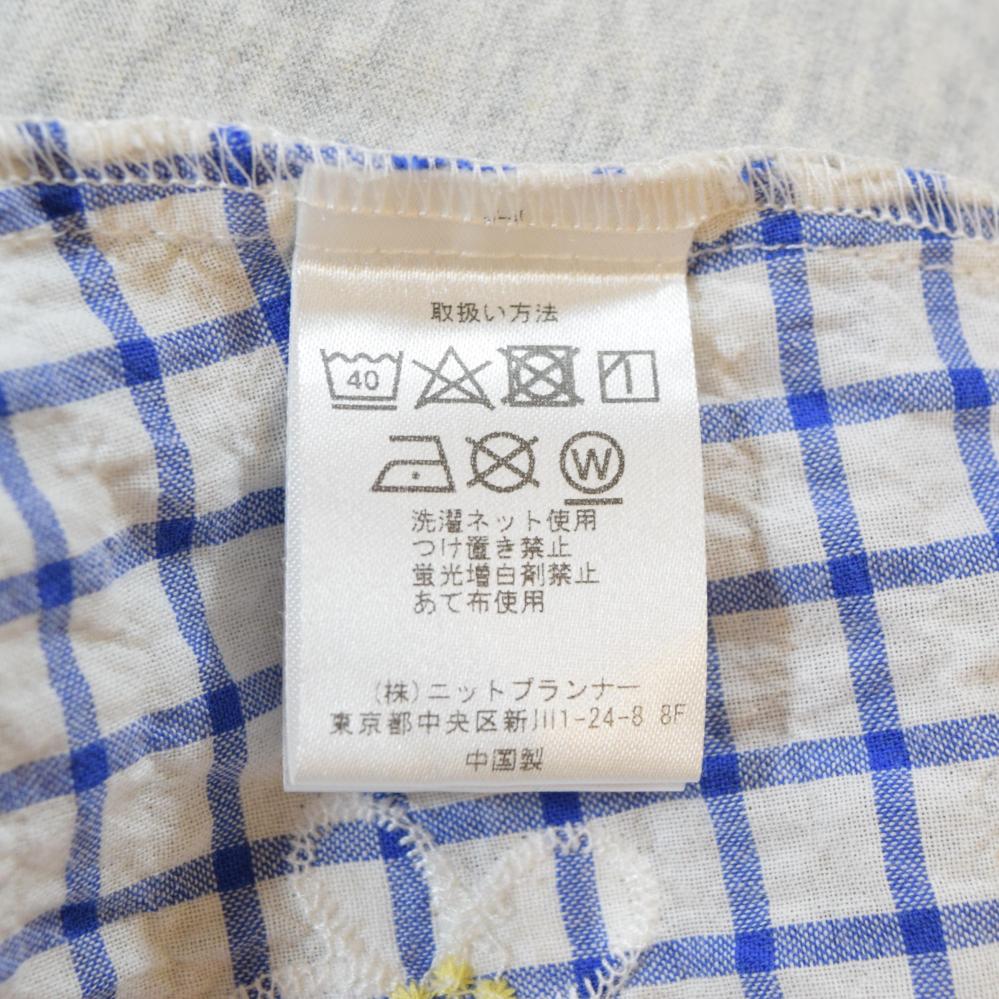 取扱い方法
40
W
洗濯ネット使用
つけ置き禁止
蛍光増白剤禁止
あて布使用
(株)ニットプランナー
東京都中央区新川1-24-8 8F
中国製